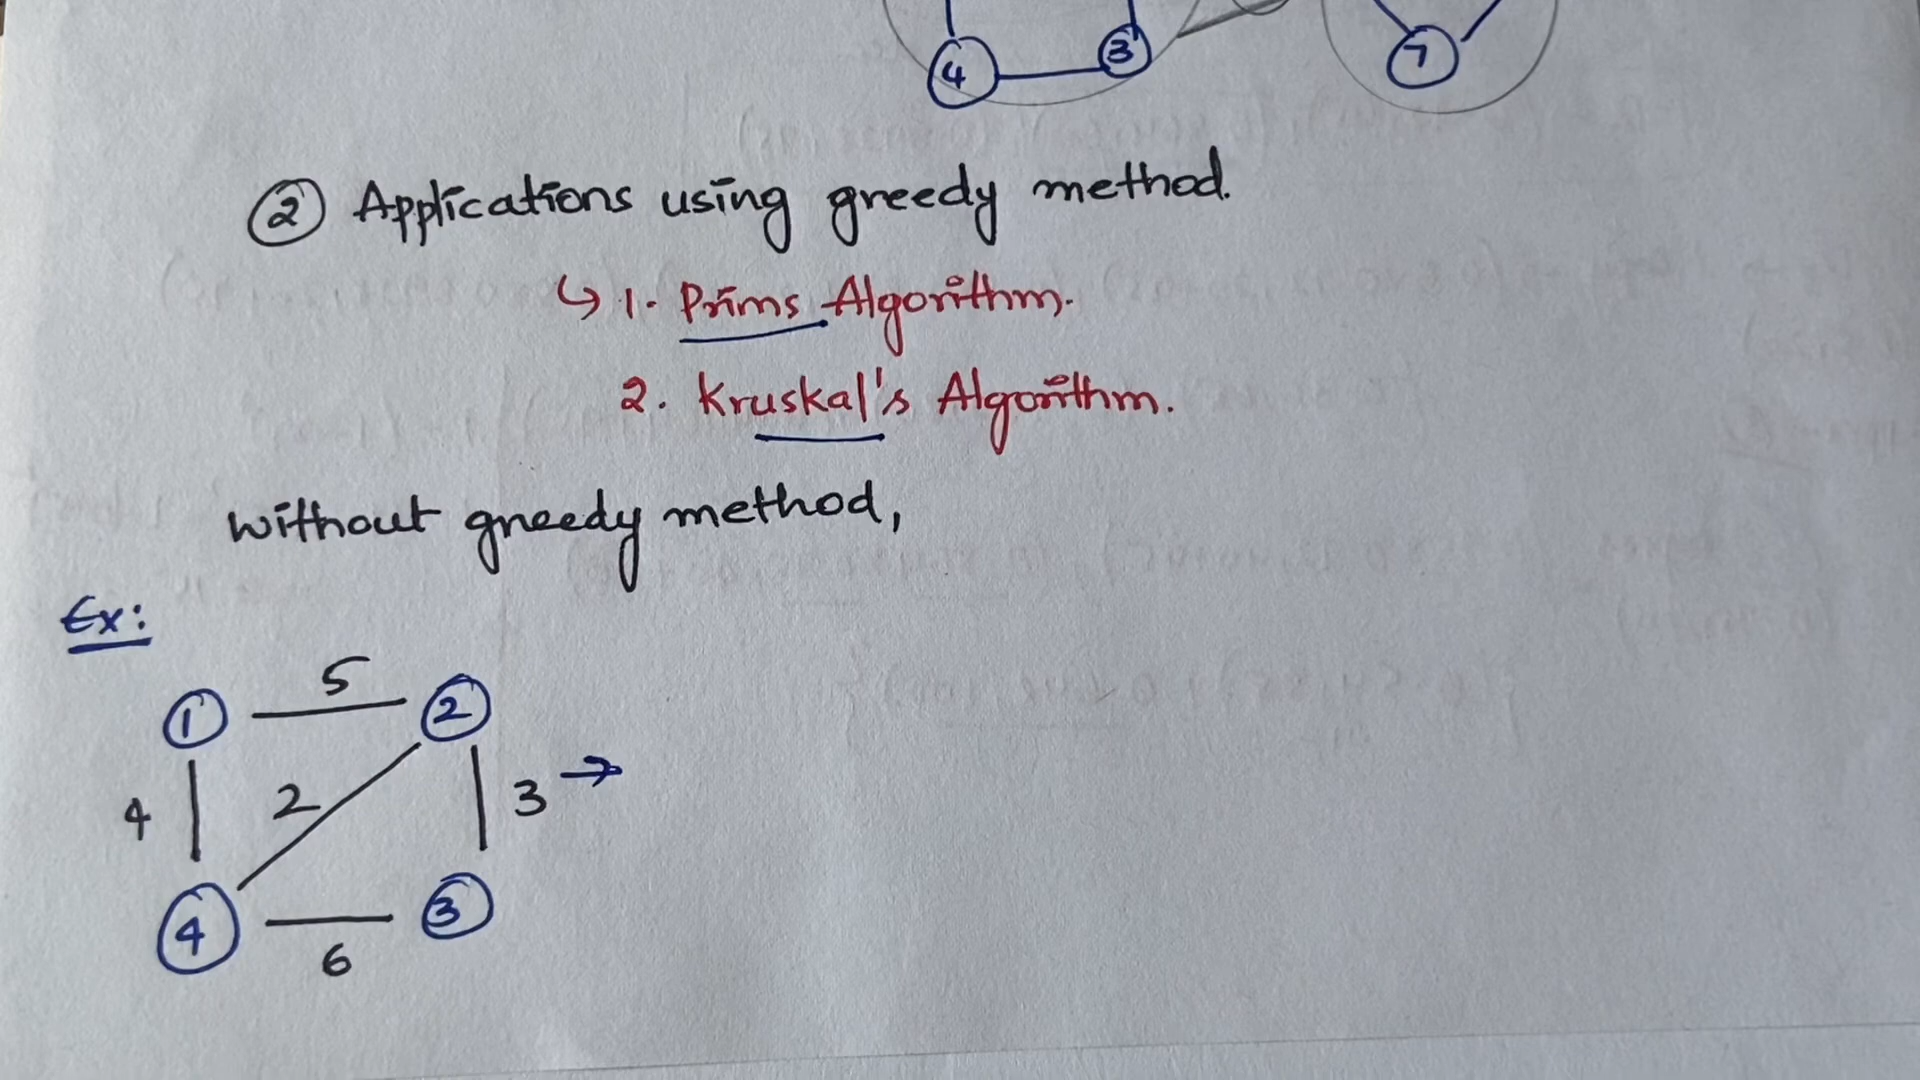 4 3 7
② Applications using greedy method.
↳ 1. Prims Algorithm.
2. Kruskal's Algorithm.
without greedy method,
Ex:
1 5 2
4 2 3 →
4 6 3